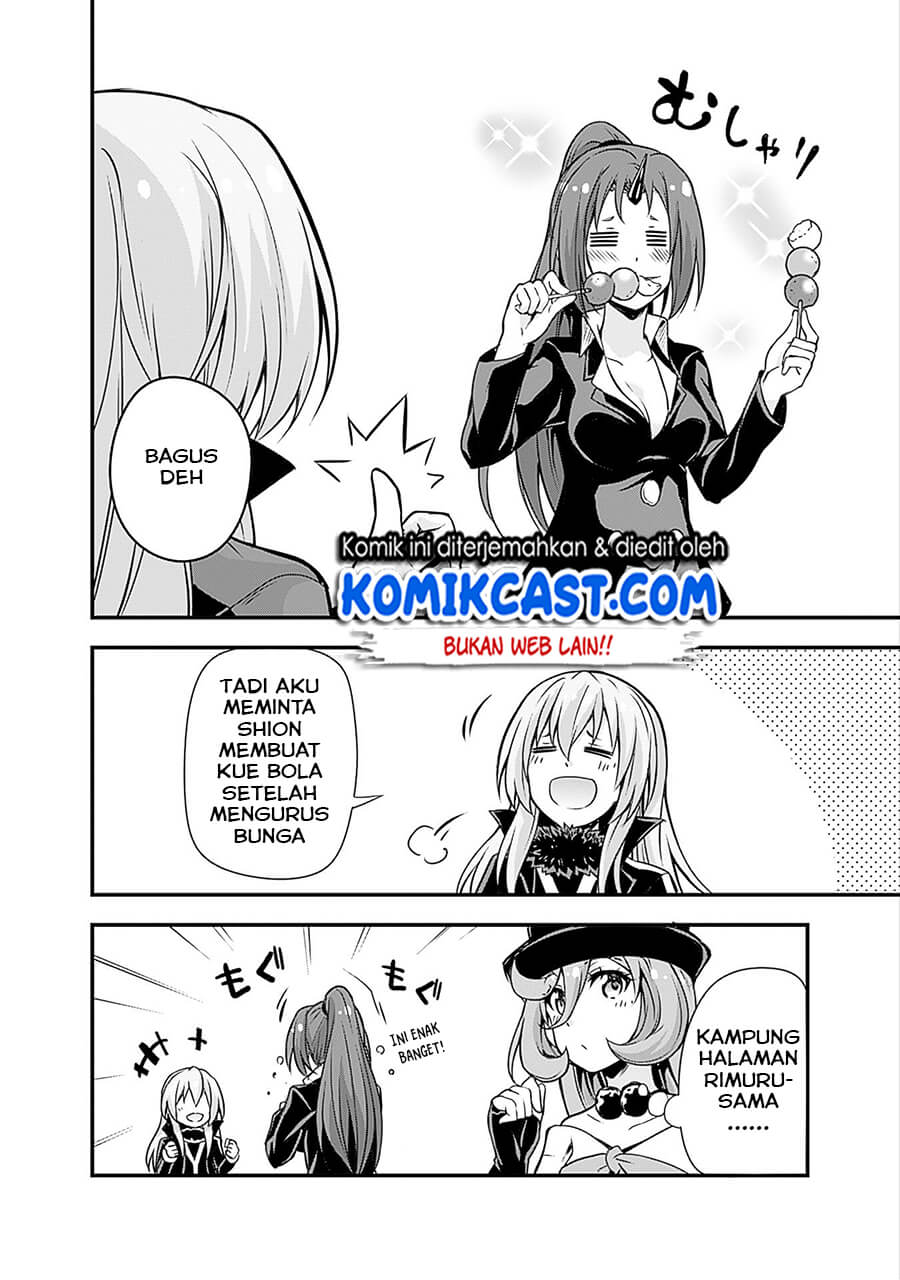 むしゃり
BAGUS
DEH
Komik ini diterjemahkan & diedit oleh
KOMIKCAST.COM
BUKAN WEB LAIN!!
TADI AKU
MEMINTA
SHION
MEMBUAT
KUE BOLA
SETELAH
MENGURUS
BUNGA
KAMPUNG
HALAMAN
RIMURU-
SAMA
......
もぐ
INI ENAK
BANGET!
もぐ